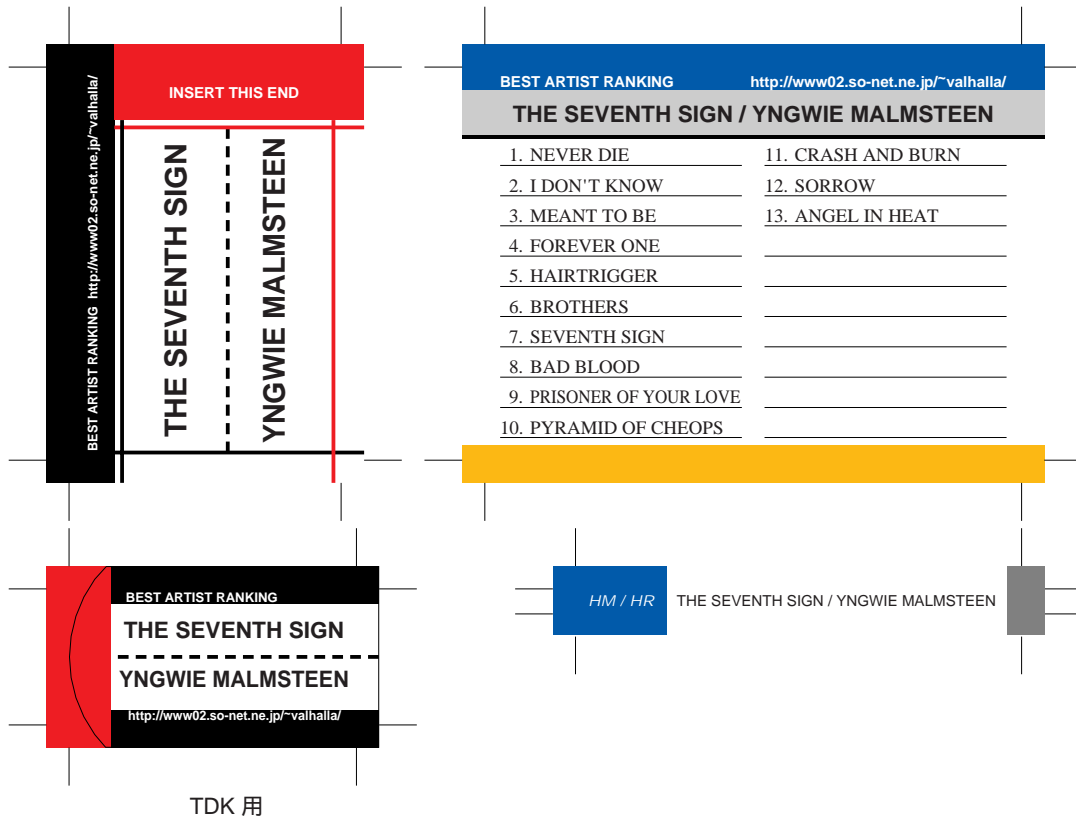 INSERT THIS END
BEST ARTIST RANKING http://www02.so-net.ne.jp/~valhalla/
THE SEVENTH SIGN
YNGWIE MALMSTEEN
BEST ARTIST RANKING http://www02.so-net.ne.jp/~valhalla/
THE SEVENTH SIGN / YNGWIE MALMSTEEN
1. NEVER DIE
2. I DON'T KNOW
3. MEANT TO BE
4. FOREVER ONE
5. HAIRTRIGGER
6. BROTHERS
7. SEVENTH SIGN
8. BAD BLOOD
9. PRISONER OF YOUR LOVE
10. PYRAMID OF CHEOPS
11. CRASH AND BURN
12. SORROW
13. ANGEL IN HEAT
BEST ARTIST RANKING
THE SEVENTH SIGN
YNGWIE MALMSTEEN
http://www02.so-net.ne.jp/~valhalla/
TDK 用
HM / HR THE SEVENTH SIGN / YNGWIE MALMSTEEN